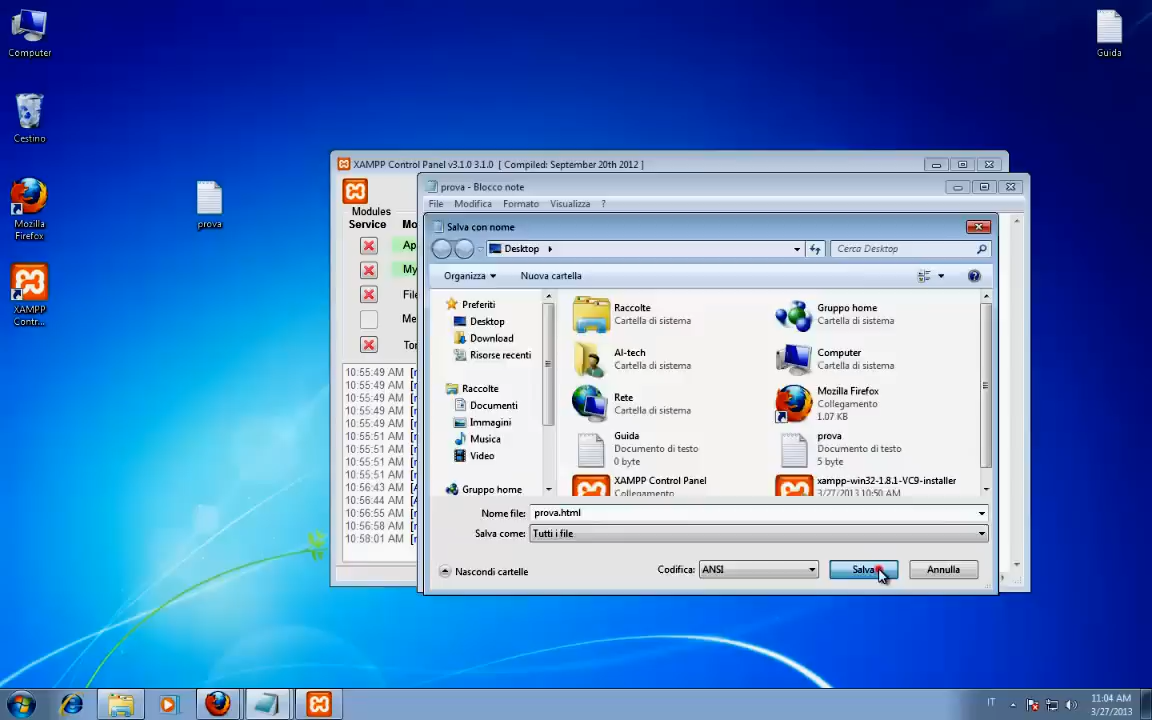 Computer
Cestino
Mozilla
Firefox
XAMPP
Contr...
prova
Guida
XAMPP Control Panel v3.1.0 3.1.0 [ Compiled: September 20th 2012 ]
Modules
Service
prova - Blocco note
File Modifica Formato Visualizza ?
Salva con nome
Desktop
Cerca Desktop
Organizza Nuova cartella
Preferiti
Desktop
Download
Risorse recenti
Raccolte
Documenti
Immagini
Musica
Video
Gruppo home
Raccolte
Cartella di sistema
Gruppo home
Cartella di sistema
AI-tech
Cartella di sistema
Computer
Cartella di sistema
Rete
Cartella di sistema
Mozilla Firefox
Collegamento
1.07 KB
Guida
Documento di testo
0 byte
prova
Documento di testo
5 byte
XAMPP Control Panel
Collegamento
xampp-win32-1.8.1-VC9-installer
3/27/2013 10:50 AM
Nome file: prova.html
Salva come: Tutti i file
Nascondi cartelle
Codifica: ANSI
Salva
Annulla
10:55:49 AM
10:55:49 AM
10:55:49 AM
10:55:49 AM
10:55:49 AM
10:55:51 AM
10:55:51 AM
10:55:51 AM
10:55:51 AM
10:56:43 AM
10:56:44 AM
10:56:55 AM
10:56:58 AM
10:58:01 AM
IT
11:04 AM
3/27/2013